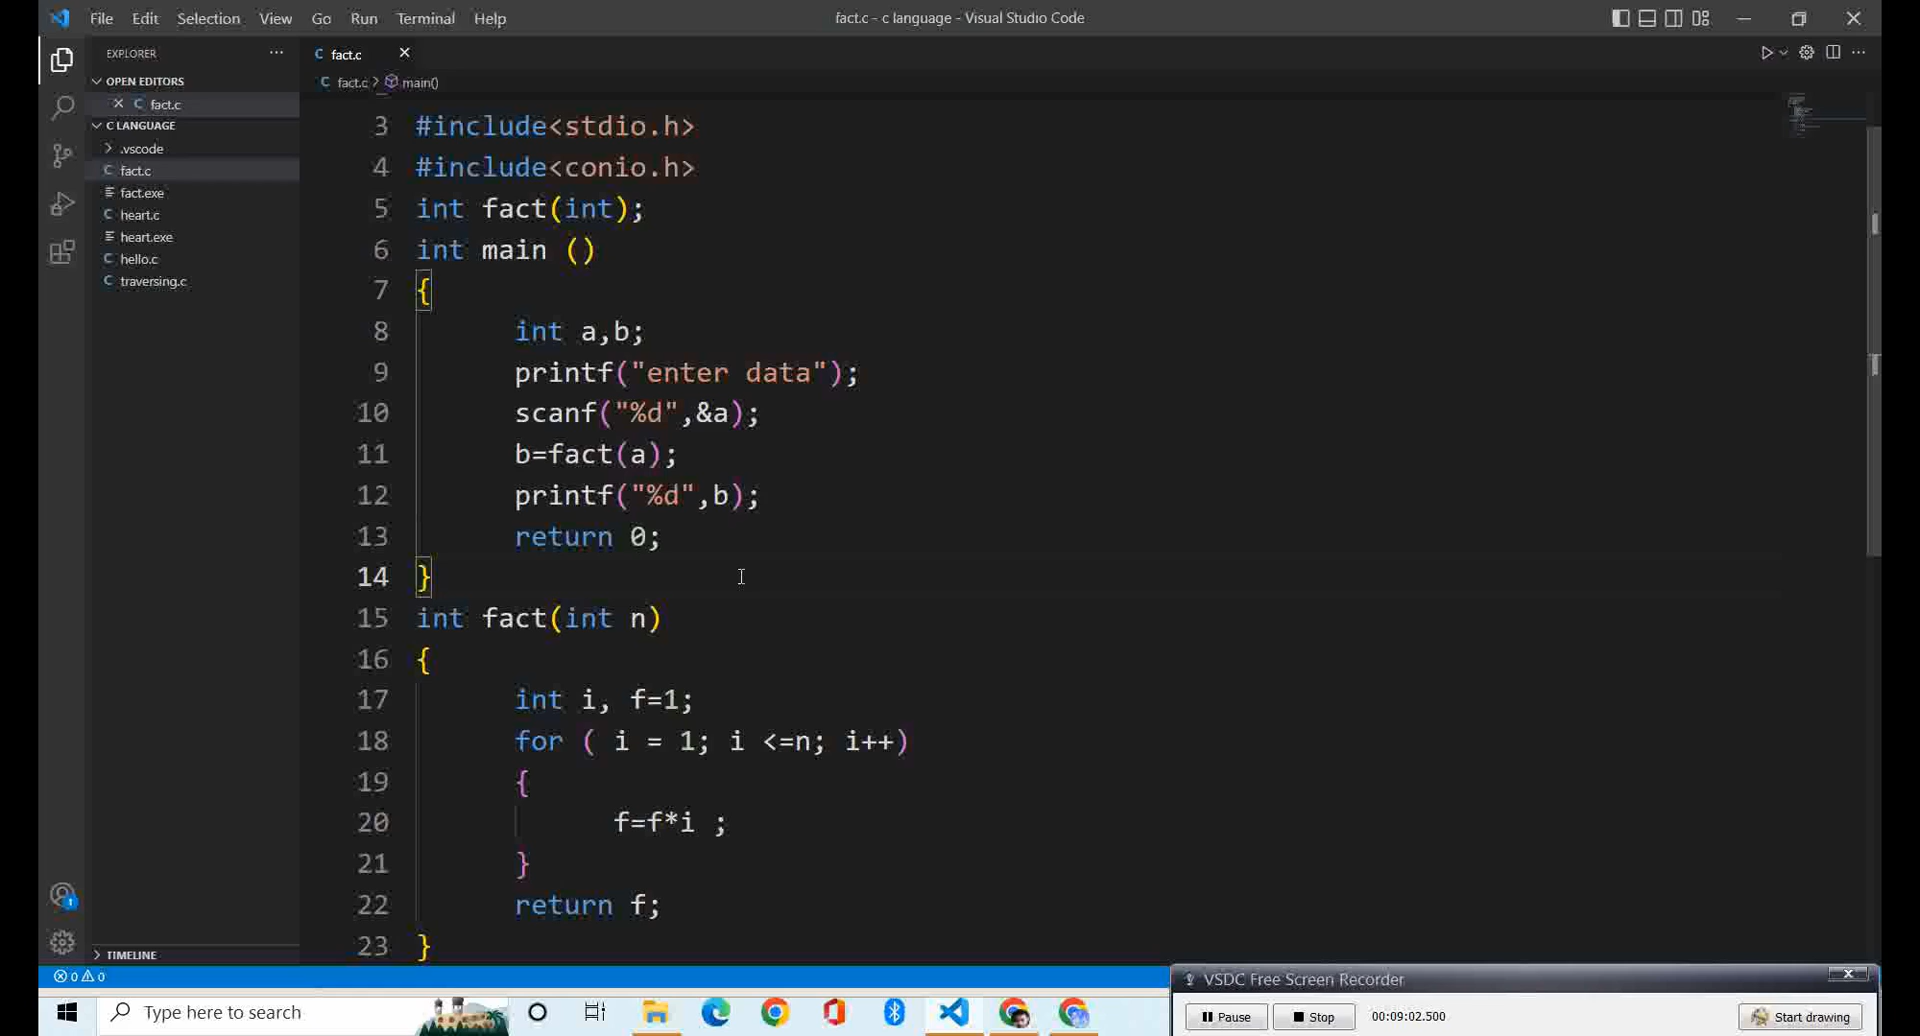 File Edit Selection View Go Run Terminal Help
fact.c - c language - Visual Studio Code
EXPLORER
fact.c
OPEN EDITORS
fact.c > main()
fact.c
C LANGUAGE
.vscode
fact.c
fact.exe
heart.c
heart.exe
hello.c
traversing.c
3 #include<stdio.h>
4 #include<conio.h>
5 int fact(int);
6 int main ()
7 {
8 int a,b;
9 printf("enter data");
10 scanf("%d",&a);
11 b=fact(a);
12 printf("%d",b);
13 return 0;
14 }
15 int fact(int n)
16 {
17 int i, f=1;
18 for ( i = 1; i <=n; i++)
19 {
20 f=f*i ;
21 }
22 return f;
23 }
TIMELINE
0 0
VSDC Free Screen Recorder
Type here to search
Pause Stop 00:09:02.500 Start drawing